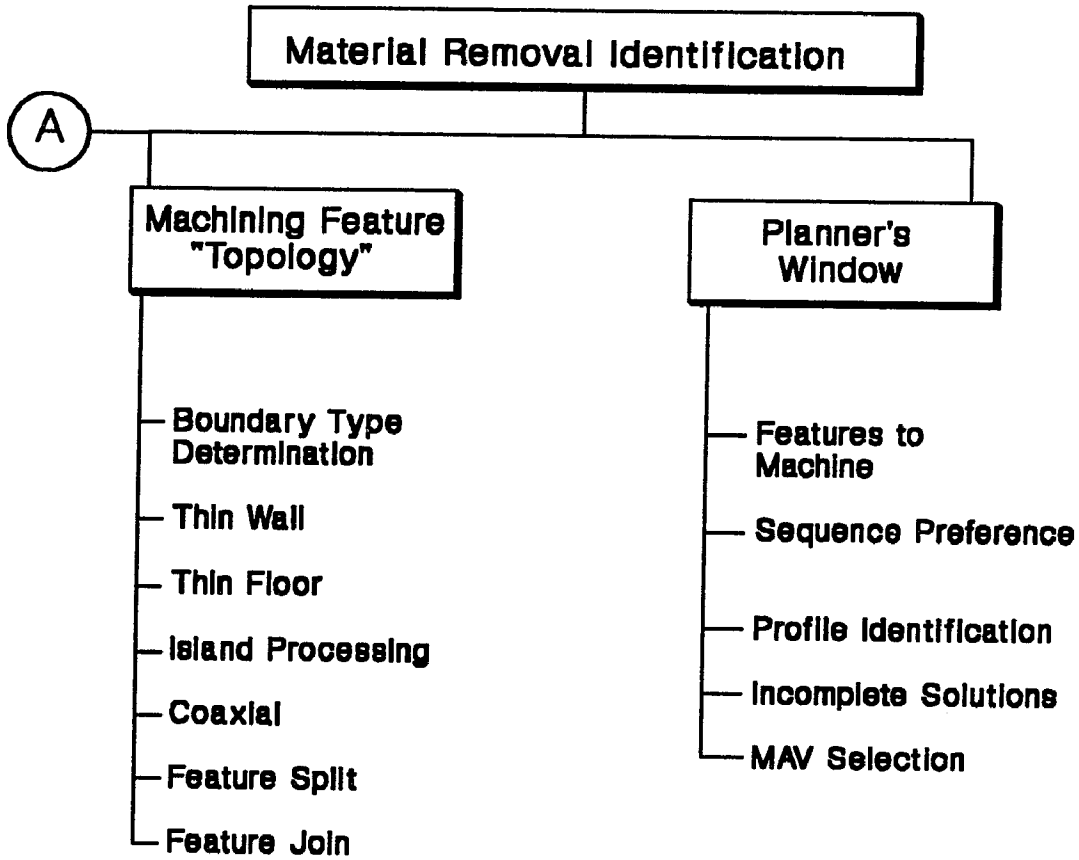 Material Removal Identification
A
Machining Feature
"Topology"
Boundary Type
Determination
Thin Wall
Thin Floor
Island Processing
Coaxial
Feature Split
Feature Join
Planner's
Window
Features to
Machine
Sequence Preference
Profile Identification
Incomplete Solutions
MAV Selection